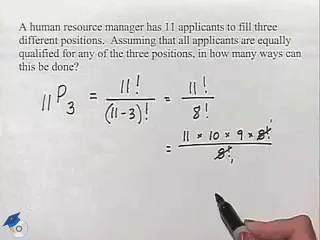 A human resource manager has 11 applicants to fill three
different positions. Assuming that all applicants are equally
qualified for any of the three positions, in how many ways can
this be done?
11P3 = 11! / (11-3)! = 11! / 8!
= 11 × 10 × 9 × 8! 1 / 8! 1